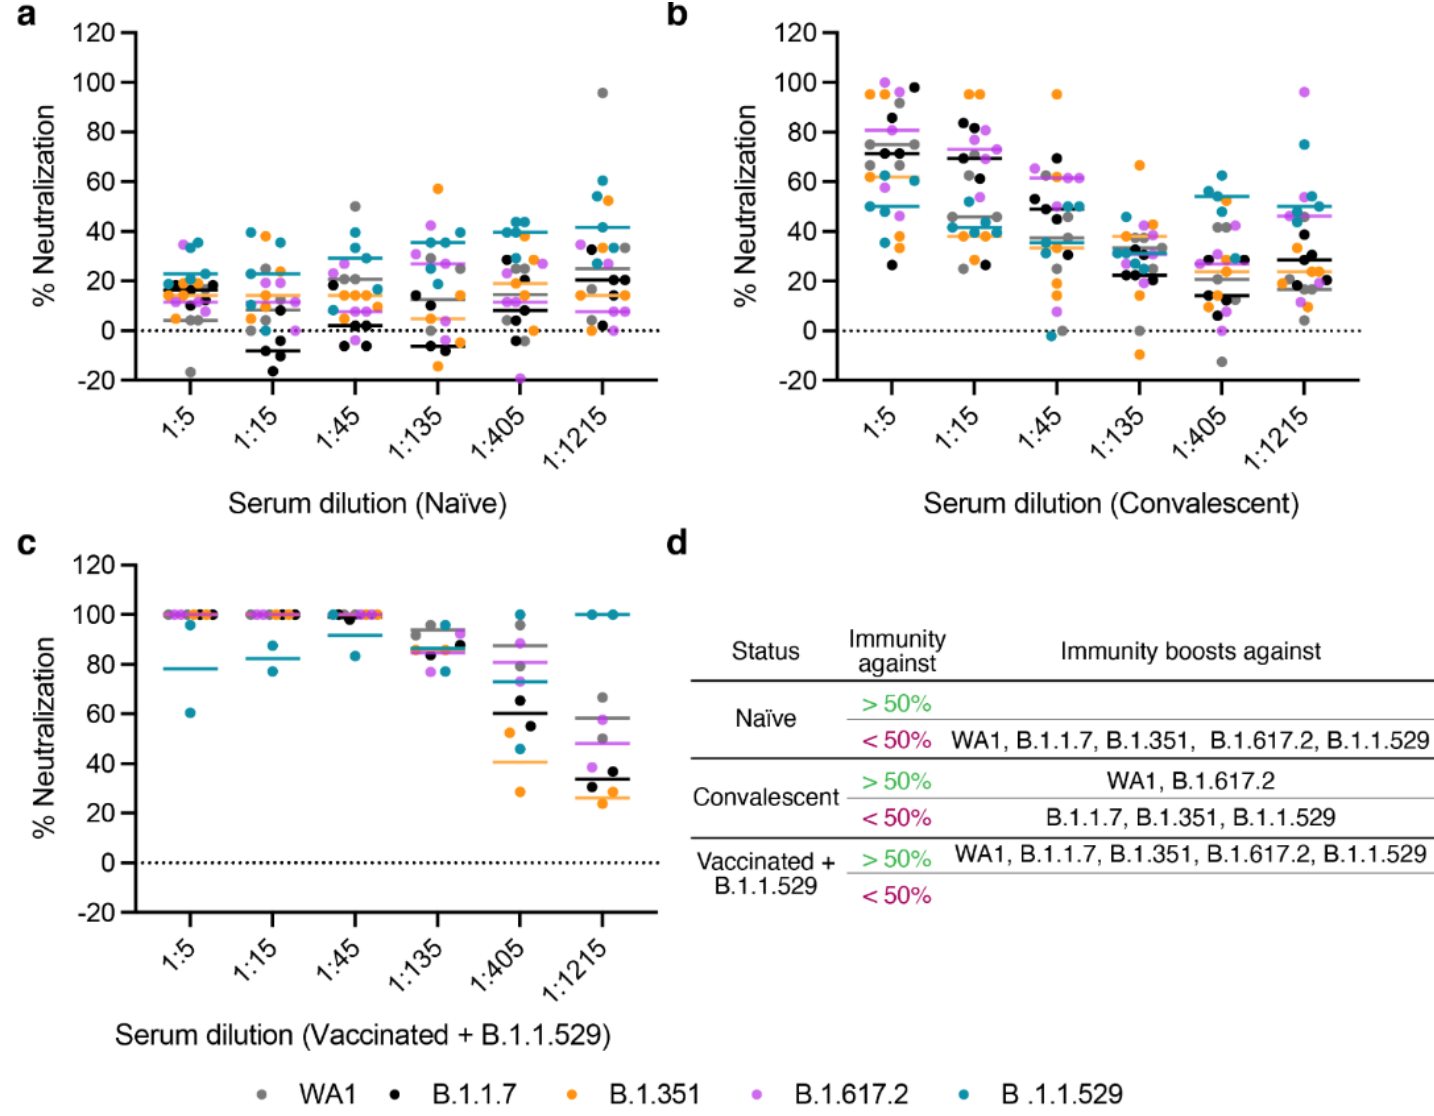 a
120
100
80
60
40
20
0
-20
% Neutralization
1:5
1:15
1:45
1:135
1:405
1:1215
Serum dilution (Naïve)
b
120
100
80
60
40
20
0
-20
% Neutralization
1:5
1:15
1:45
1:135
1:405
1:1215
Serum dilution (Convalescent)
c
120
100
80
60
40
20
0
-20
% Neutralization
1:5
1:15
1:45
1:135
1:405
1:1215
Serum dilution (Vaccinated + B.1.1.529)
d
Status Immunity against Immunity boosts against
Naïve
> 50%
< 50% WA1, B.1.1.7, B.1.351, B.1.617.2, B.1.1.529
Convalescent
> 50% WA1, B.1.617.2
< 50% B.1.1.7, B.1.351, B.1.1.529
Vaccinated +
B.1.1.529
> 50% WA1, B.1.1.7, B.1.351, B.1.617.2, B.1.1.529
< 50%
WA1 B.1.1.7 B.1.351 B.1.617.2 B .1.1.529